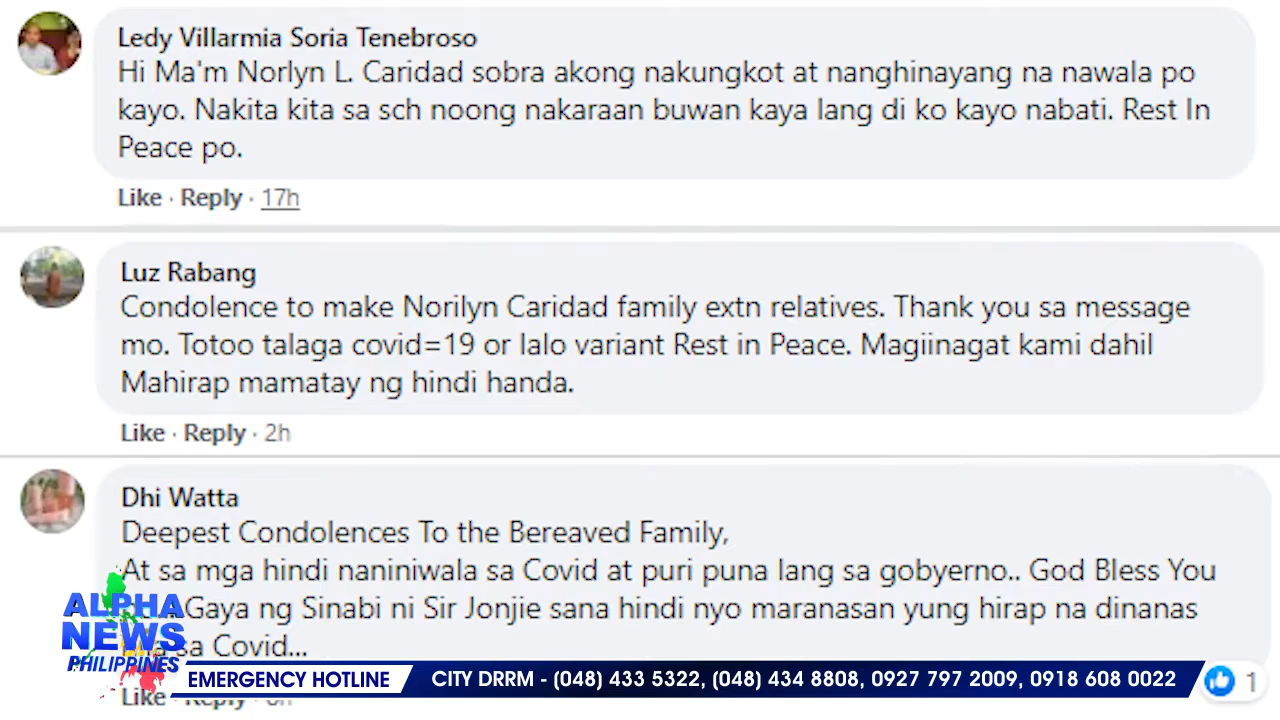 Ledy Villarmia Soria Tenebroso
Hi Ma'm Norlyn L. Caridad sobra akong nakungkot at nanghinayang na nawala po
kayo. Nakita kita sa sch noong nakaraan buwan kaya lang di ko kayo nabati. Rest In
Peace po.
Like · Reply · 17h
Luz Rabang
Condolence to make Norilyn Caridad family extn relatives. Thank you sa message
mo. Totoo talaga covid=19 or lalo variant Rest in Peace. Magiinagat kami dahil
Mahirap mamatay ng hindi handa.
Like · Reply · 2h
Dhi Watta
Deepest Condolences To the Bereaved Family,
At sa mga hindi naniniwala sa Covid at puri puna lang sa gobyerno.. God Bless You
Gaya ng Sinabi ni Sir Jonjie sana hindi nyo maranasan yung hirap na dinanas
sa Covid...
Like · Reply ·
1
ALPHA
NEWS
PHILIPPINES
EMERGENCY HOTLINE
CITY DRRM - (048) 433 5322, (048) 434 8808, 0927 797 2009, 0918 608 0022